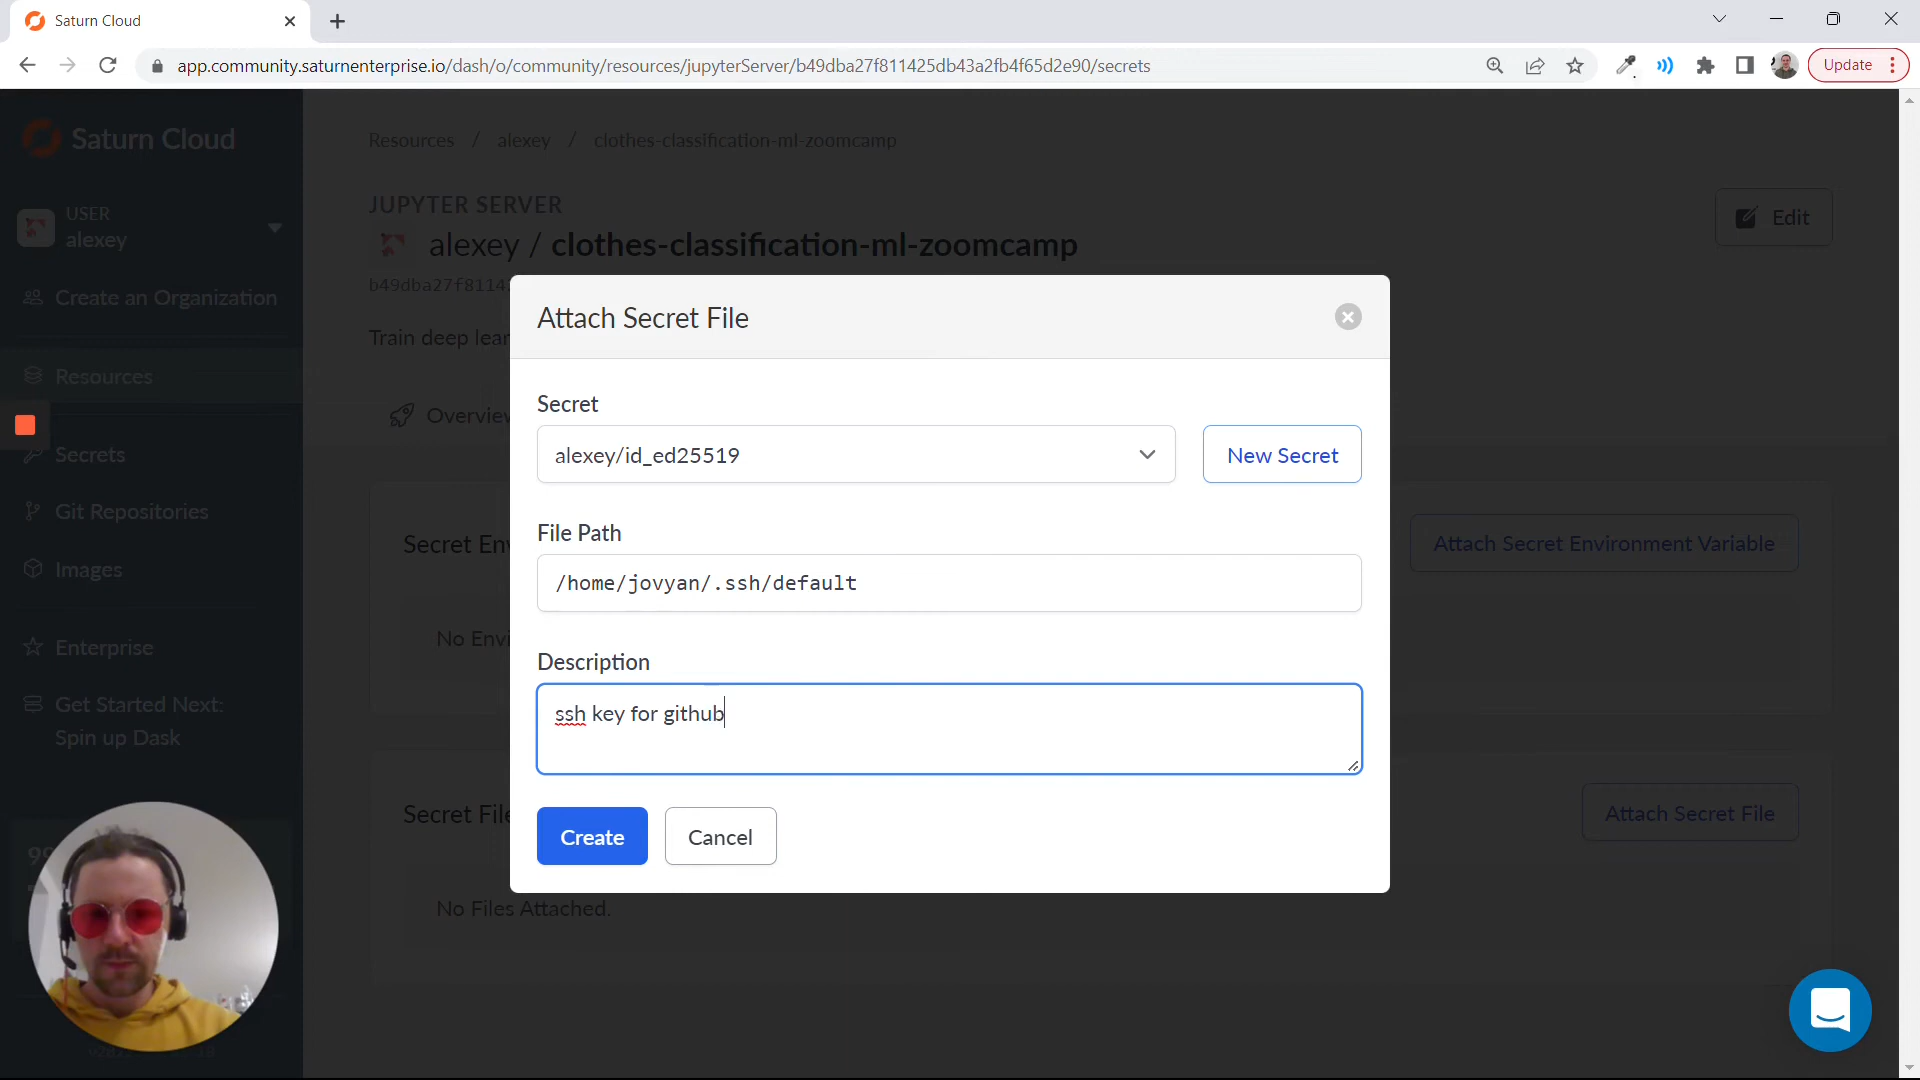 Saturn Cloud
app.community.saturnenterprise.io/dash/o/community/resources/jupyterServer/b49dba27f811425db43a2fb4f65d2e90/secrets
Update
Saturn Cloud
USER
alexey
Create an Organization
Resources
Secrets
Git Repositories
Images
Enterprise
Get Started Next:
Spin up Dask
Resources / alexey / clothes-classification-ml-zoomcamp
JUPYTER SERVER
alexey / clothes-classification-ml-zoomcamp
Edit
b49dba27f8114
Train deep lear
Overview
Secret En
Attach Secret Environment Variable
No Envi
Secret File
Attach Secret File
No Files Attached.
Attach Secret File
Secret
alexey/id_ed25519
New Secret
File Path
/home/jovyan/.ssh/default
Description
ssh key for github
Create
Cancel